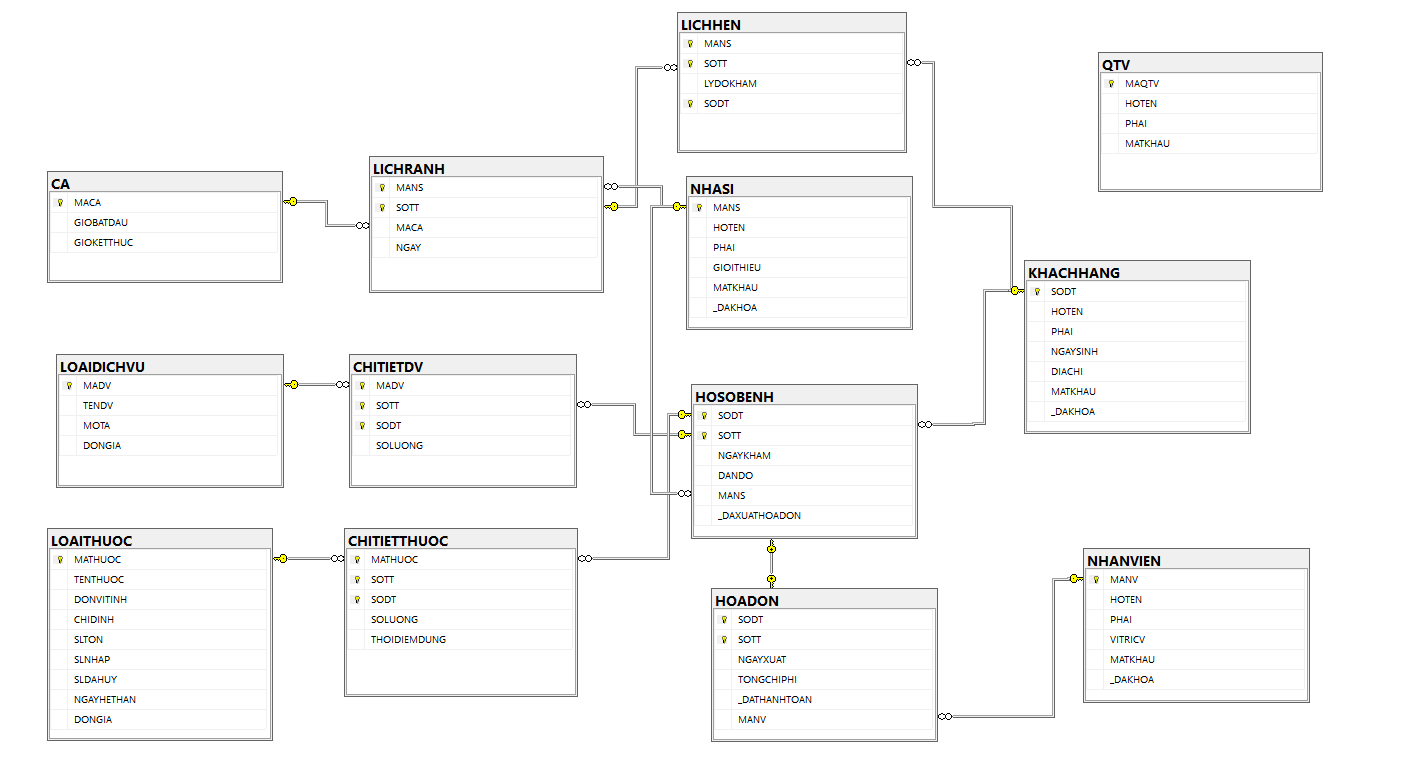 LICHHEN
MANS
SOTT
LYDOKHAM
SODT
QTV
MAQTV
HOTEN
PHAI
MATKHAU
CA
MACA
GIOBATDAU
GIOKETTHUC
LICHRANH
MANS
SOTT
MACA
NGAY
NHASI
MANS
HOTEN
PHAI
GIOITHIEU
MATKHAU
_DAKHOA
KHACHHANG
SODT
HOTEN
PHAI
NGAYSINH
DIACHI
MATKHAU
_DAKHOA
LOAIDICHVU
MADV
TENDV
MOTA
DONGIA
CHITIETDV
MADV
SOTT
SODT
SOLUONG
HOSOBENH
SODT
SOTT
NGAYKHAM
DANDO
MANS
_DAXUATHOADON
LOAITHUOC
MATHUOC
TENTHUOC
DONVITINH
CHIDINH
SLTON
SLNHAP
SLDAHUY
NGAYHETHAN
DONGIA
CHITIETTHUOC
MATHUOC
SOTT
SODT
SOLUONG
THOIDIEMDUNG
HOADON
SODT
SOTT
NGAYXUAT
TONGCHIPHI
_DATHANHTOAN
MANV
NHANVIEN
MANV
HOTEN
PHAI
VITRICV
MATKHAU
_DAKHOA